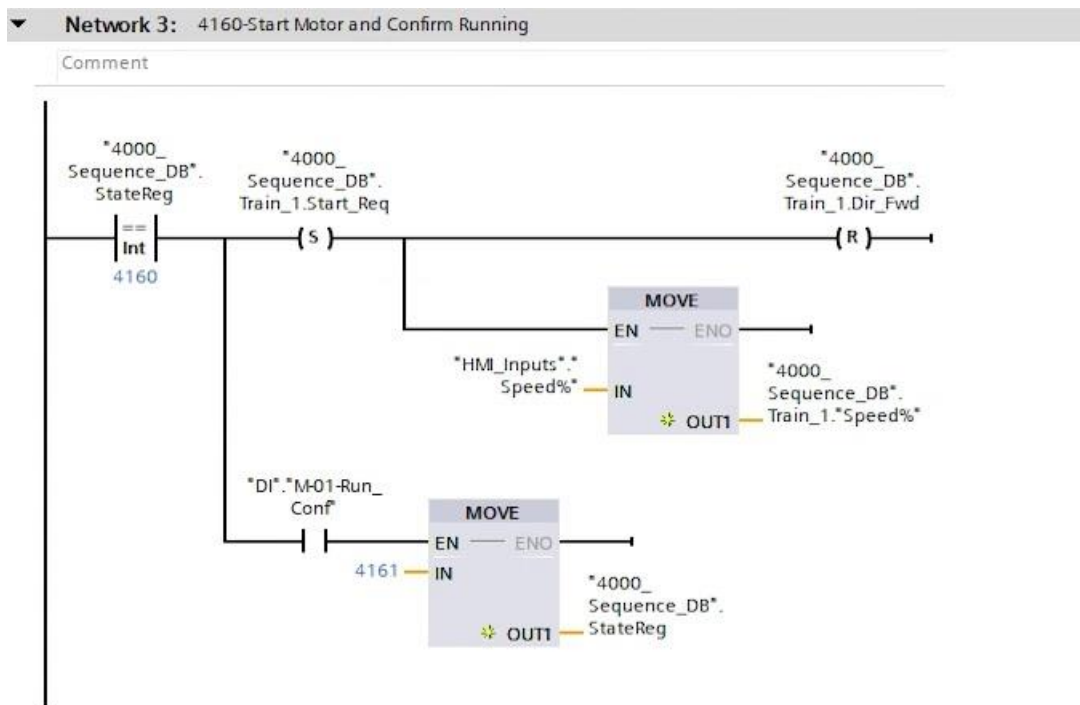 Network 3: 4160-Start Motor and Confirm Running
Comment
"4000_
Sequence_DB".
StateReg
==
Int
4160
"4000_
Sequence_DB".
Train_1.Start_Req
S
"4000_
Sequence_DB".
Train_1.Dir_Fwd
R
MOVE
EN ENO
"HMI_Inputs"."
Speed%"
IN
OUT1
"4000_
Sequence_DB".
Train_1."Speed%"
"DI"."M-01-Run_
Conf"
MOVE
EN ENO
4161
IN
OUT1
"4000_
Sequence_DB".
StateReg